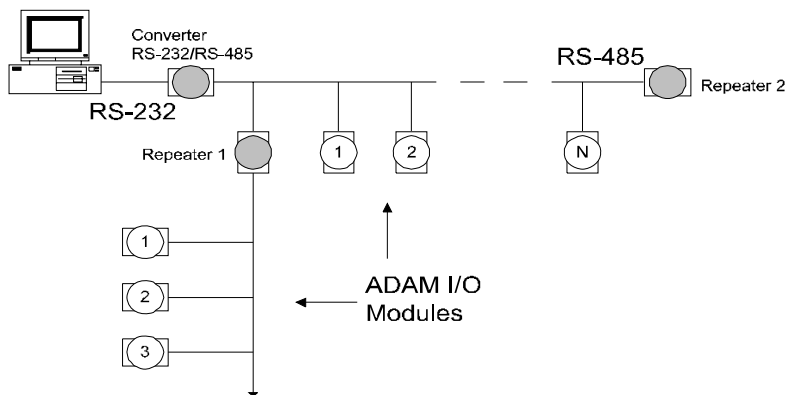 Converter
RS-232/RS-485
RS-485
Repeater 2
RS-232
Repeater 1
1
2
N
1
2
3
ADAM I/O
Modules